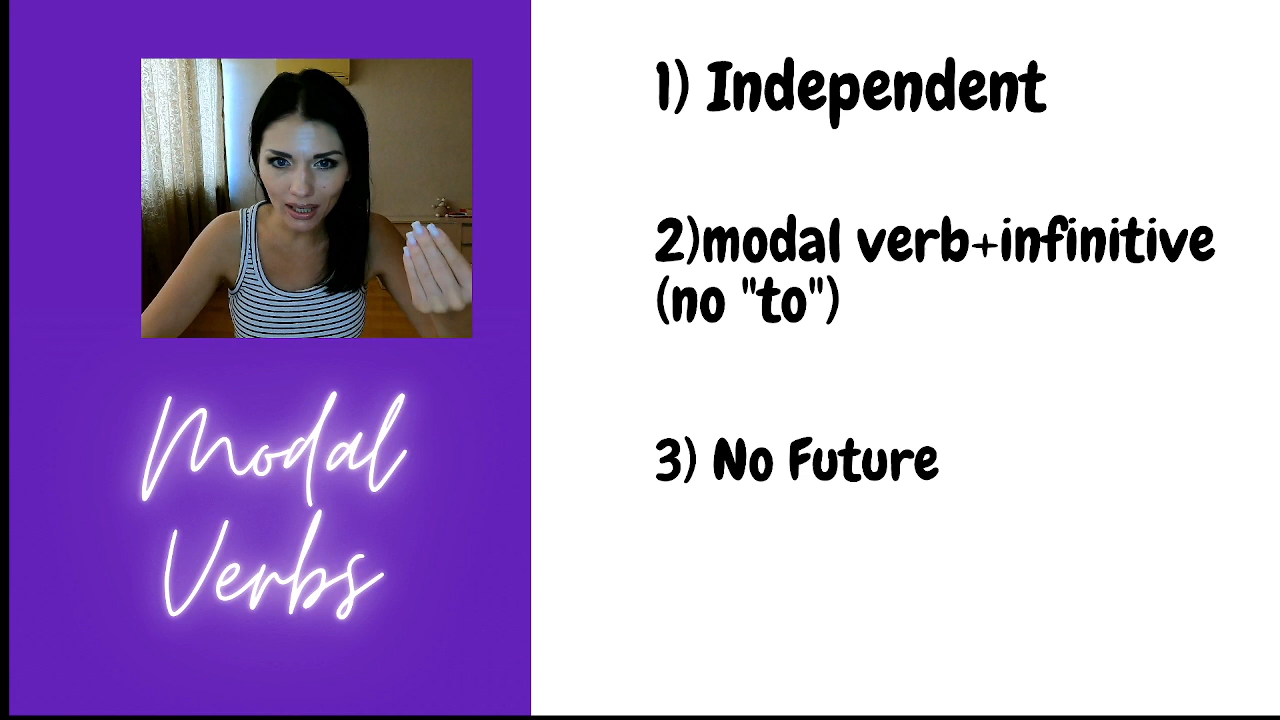 Modal
Verbs
1) Independent
2)modal verb+infinitive
(no "to")
3) No Future